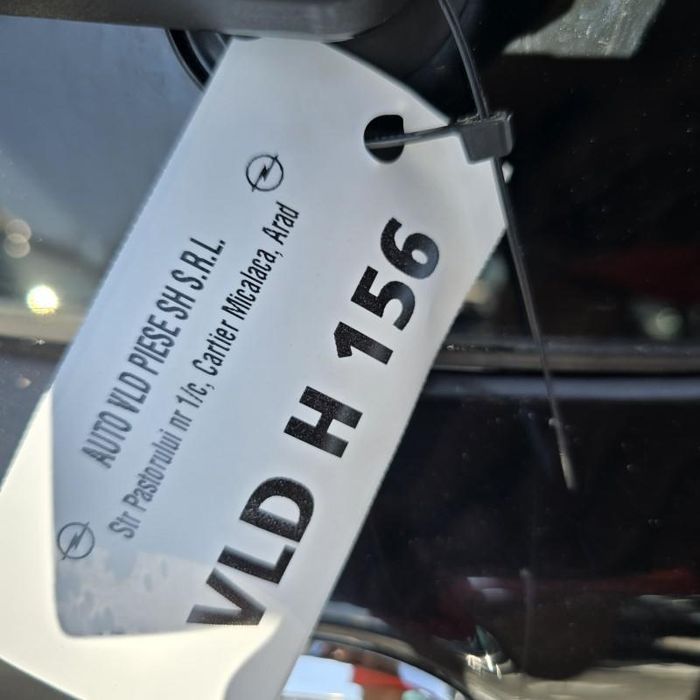 AUTO VLD PIESE SH S.R.L.
Str Pastorului nr 1/c, Cartier Micalaca, Arad
VLD H 156